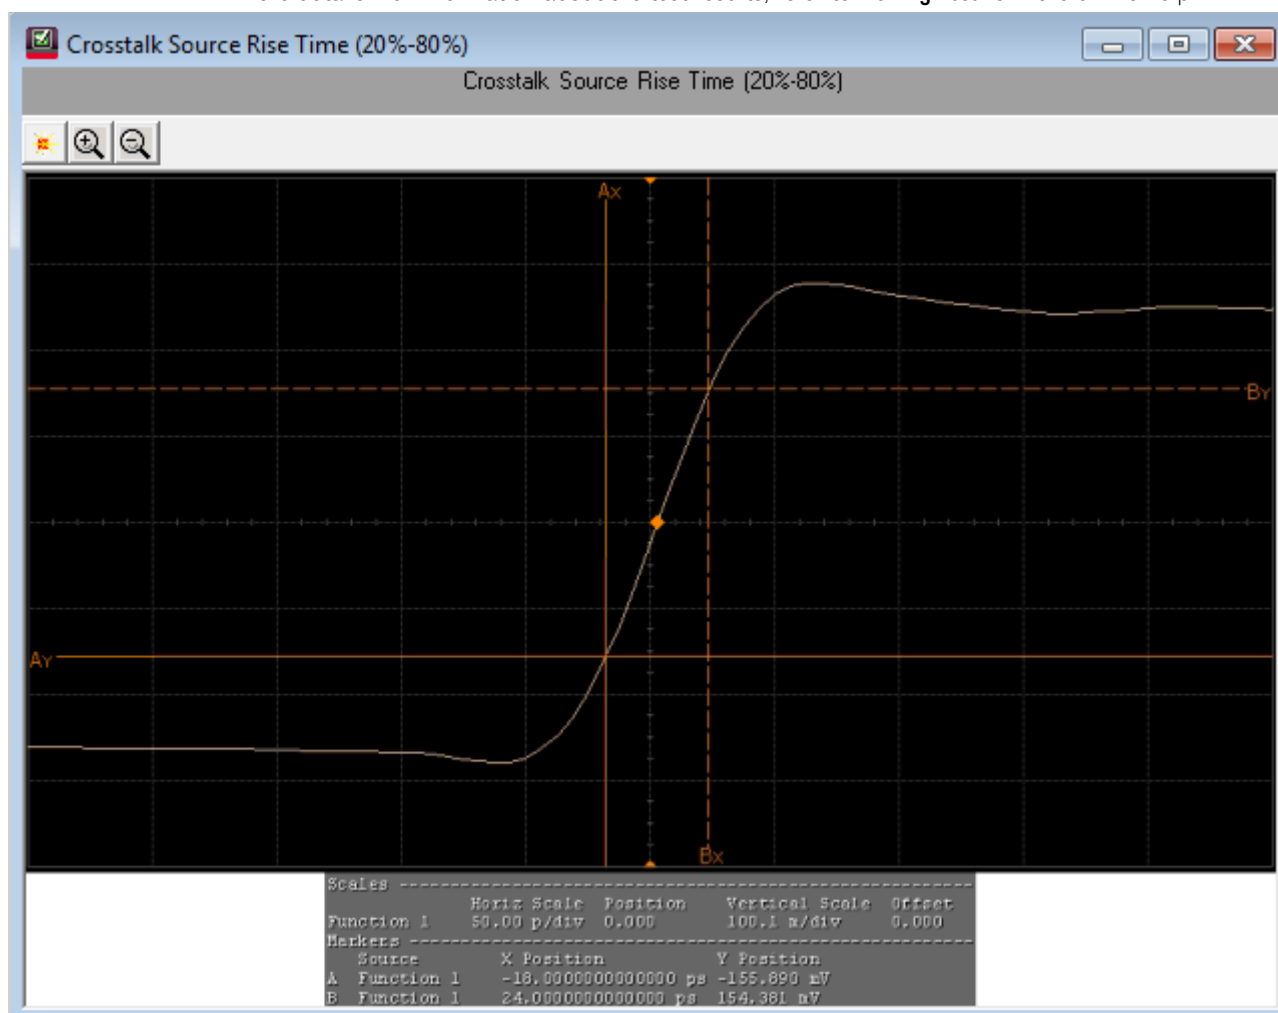 Crosstalk Source Rise Time (20%-80%)
Crosstalk Source Rise Time (20%-80%)
Ax
BY
AY
Bx
Scales
Horiz Scale Position Vertical Scale Offset
Function 1 50.00 p/div 0.000 100.1 m/div 0.000
Markers
Source X Position Y Position
A Function 1 -18.0000000000000 ps -155.890 mV
B Function 1 24.0000000000000 ps 154.381 mV